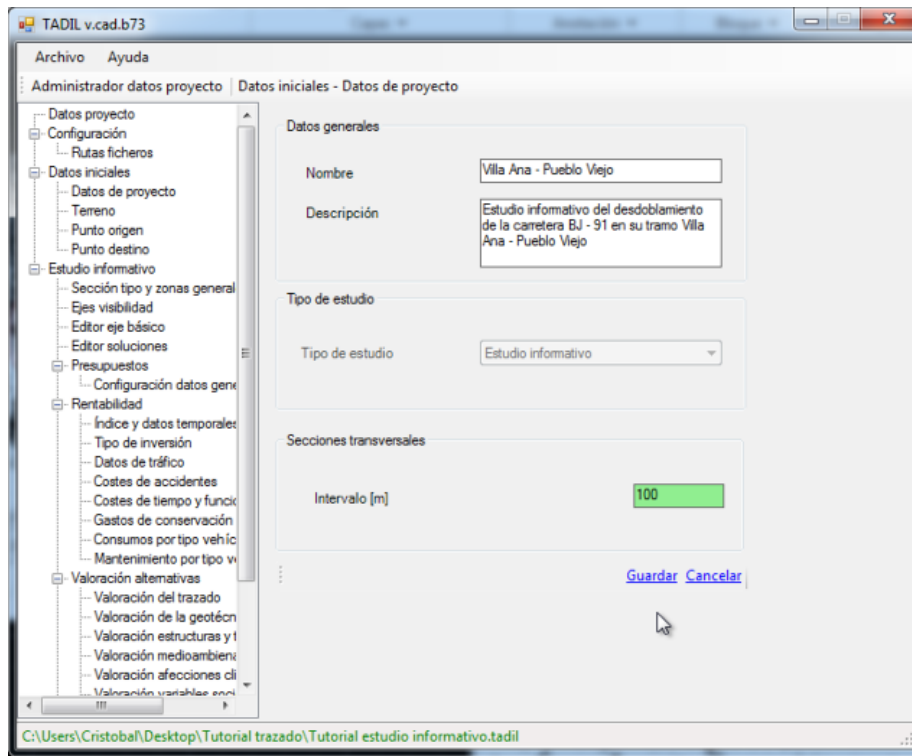 TADIL v.cad.b73
Archivo Ayuda
Administrador datos proyecto Datos iniciales - Datos de proyecto
Datos proyecto
Configuración
Rutas ficheros
Datos iniciales
Datos de proyecto
Terreno
Punto origen
Punto destino
Estudio informativo
Sección tipo y zonas general
Ejes visibilidad
Editor eje básico
Editor soluciones
Presupuestos
Configuración datos gene
Rentabilidad
Índice y datos temporales
Tipo de inversión
Datos de tráfico
Costes de accidentes
Costes de tiempo y funcio
Gastos de conservación
Consumos por tipo vehíc
Mantenimiento por tipo v
Valoración alternativas
Valoración del trazado
Valoración de la geotécn
Valoración estructuras y t
Valoración medioambiena
Valoración afecciones cli
Valoración variables soci
Datos generales
Nombre
Villa Ana - Pueblo Viejo
Descripción
Estudio informativo del desdoblamiento
de la carretera BJ - 91 en su tramo Villa
Ana - Pueblo Viejo
Tipo de estudio
Tipo de estudio
Estudio informativo
Secciones transversales
Intervalo [m]
100
Guardar Cancelar
C:\Users\Cristobal\Desktop\Tutorial trazado\Tutorial estudio informativo.tadil